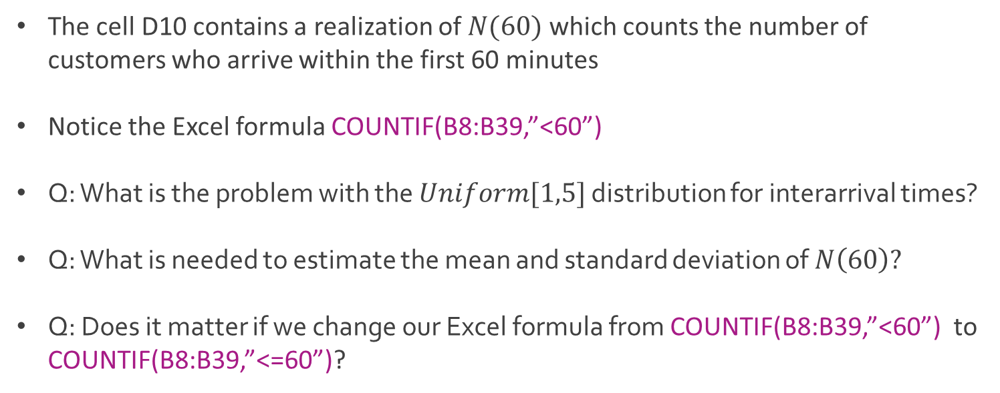 • The cell D10 contains a realization of N(60) which counts the number of
customers who arrive within the first 60 minutes
• Notice the Excel formula COUNTIF(B8:B39,”<60”)
• Q: What is the problem with the Uniform[1,5] distribution for interarrival times?
• Q: What is needed to estimate the mean and standard deviation of N(60)?
• Q: Does it matter if we change our Excel formula from COUNTIF(B8:B39,”<60”) to
COUNTIF(B8:B39,”<=60”)?